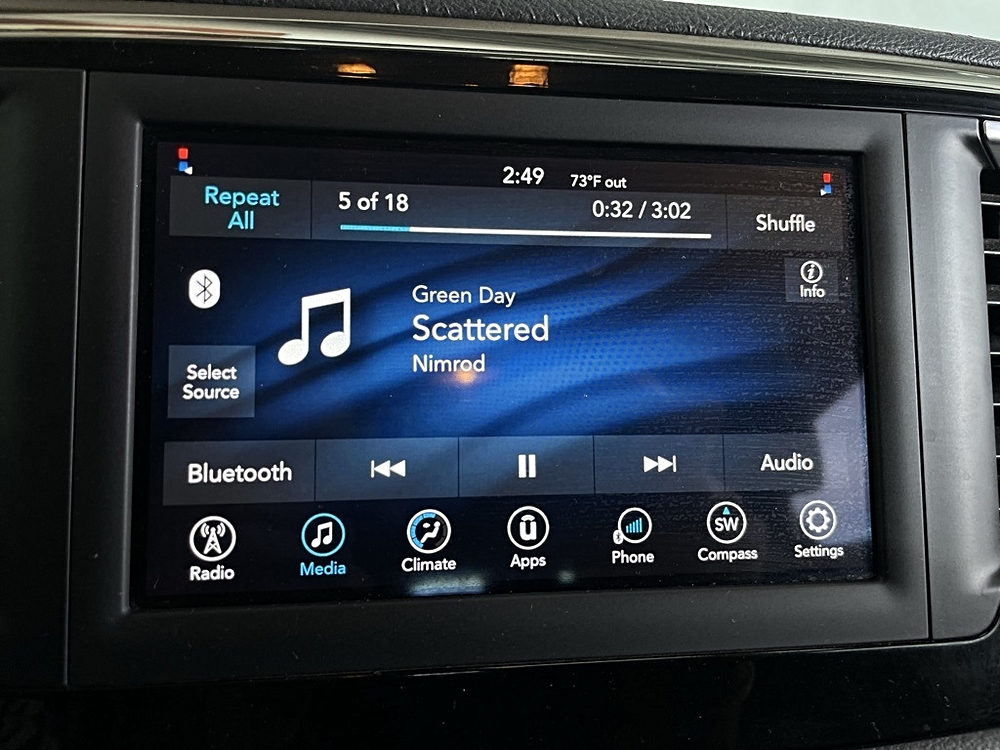 2:49 73°F out
Repeat
All
5 of 18 0:32 / 3:02
Shuffle
i
Info
Green Day
Scattered
Nimrod
Select
Source
Bluetooth
Audio
SW
Radio
Media
Climate
Apps
Phone
Compass
Settings